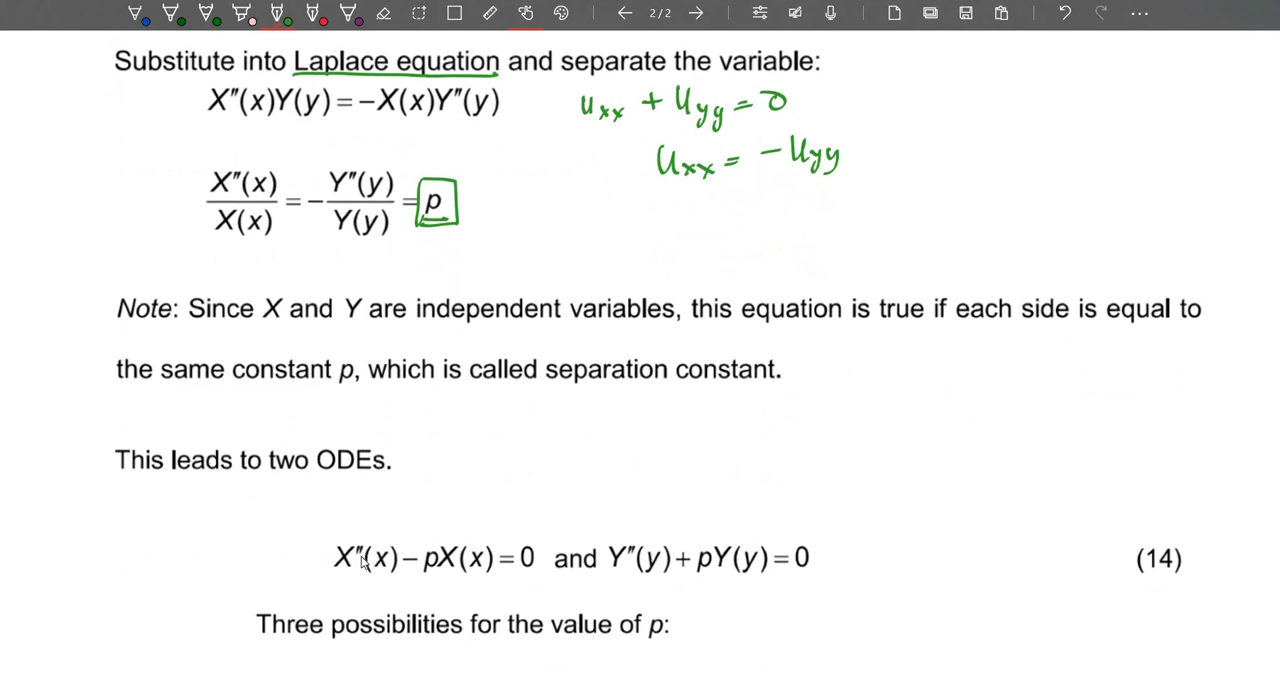 2/2
Substitute into Laplace equation and separate the variable:
X"(x)Y(y) = –X(x)Y"(y)
u_xx + u_yy = 0
u_xx = – u_yy
X"(x)/X(x) = – Y"(y)/Y(y) = p
Note: Since X and Y are independent variables, this equation is true if each side is equal to
the same constant p, which is called separation constant.
This leads to two ODEs.
X"(x) – pX(x) = 0 and Y"(y) + pY(y) = 0 (14)
Three possibilities for the value of p: